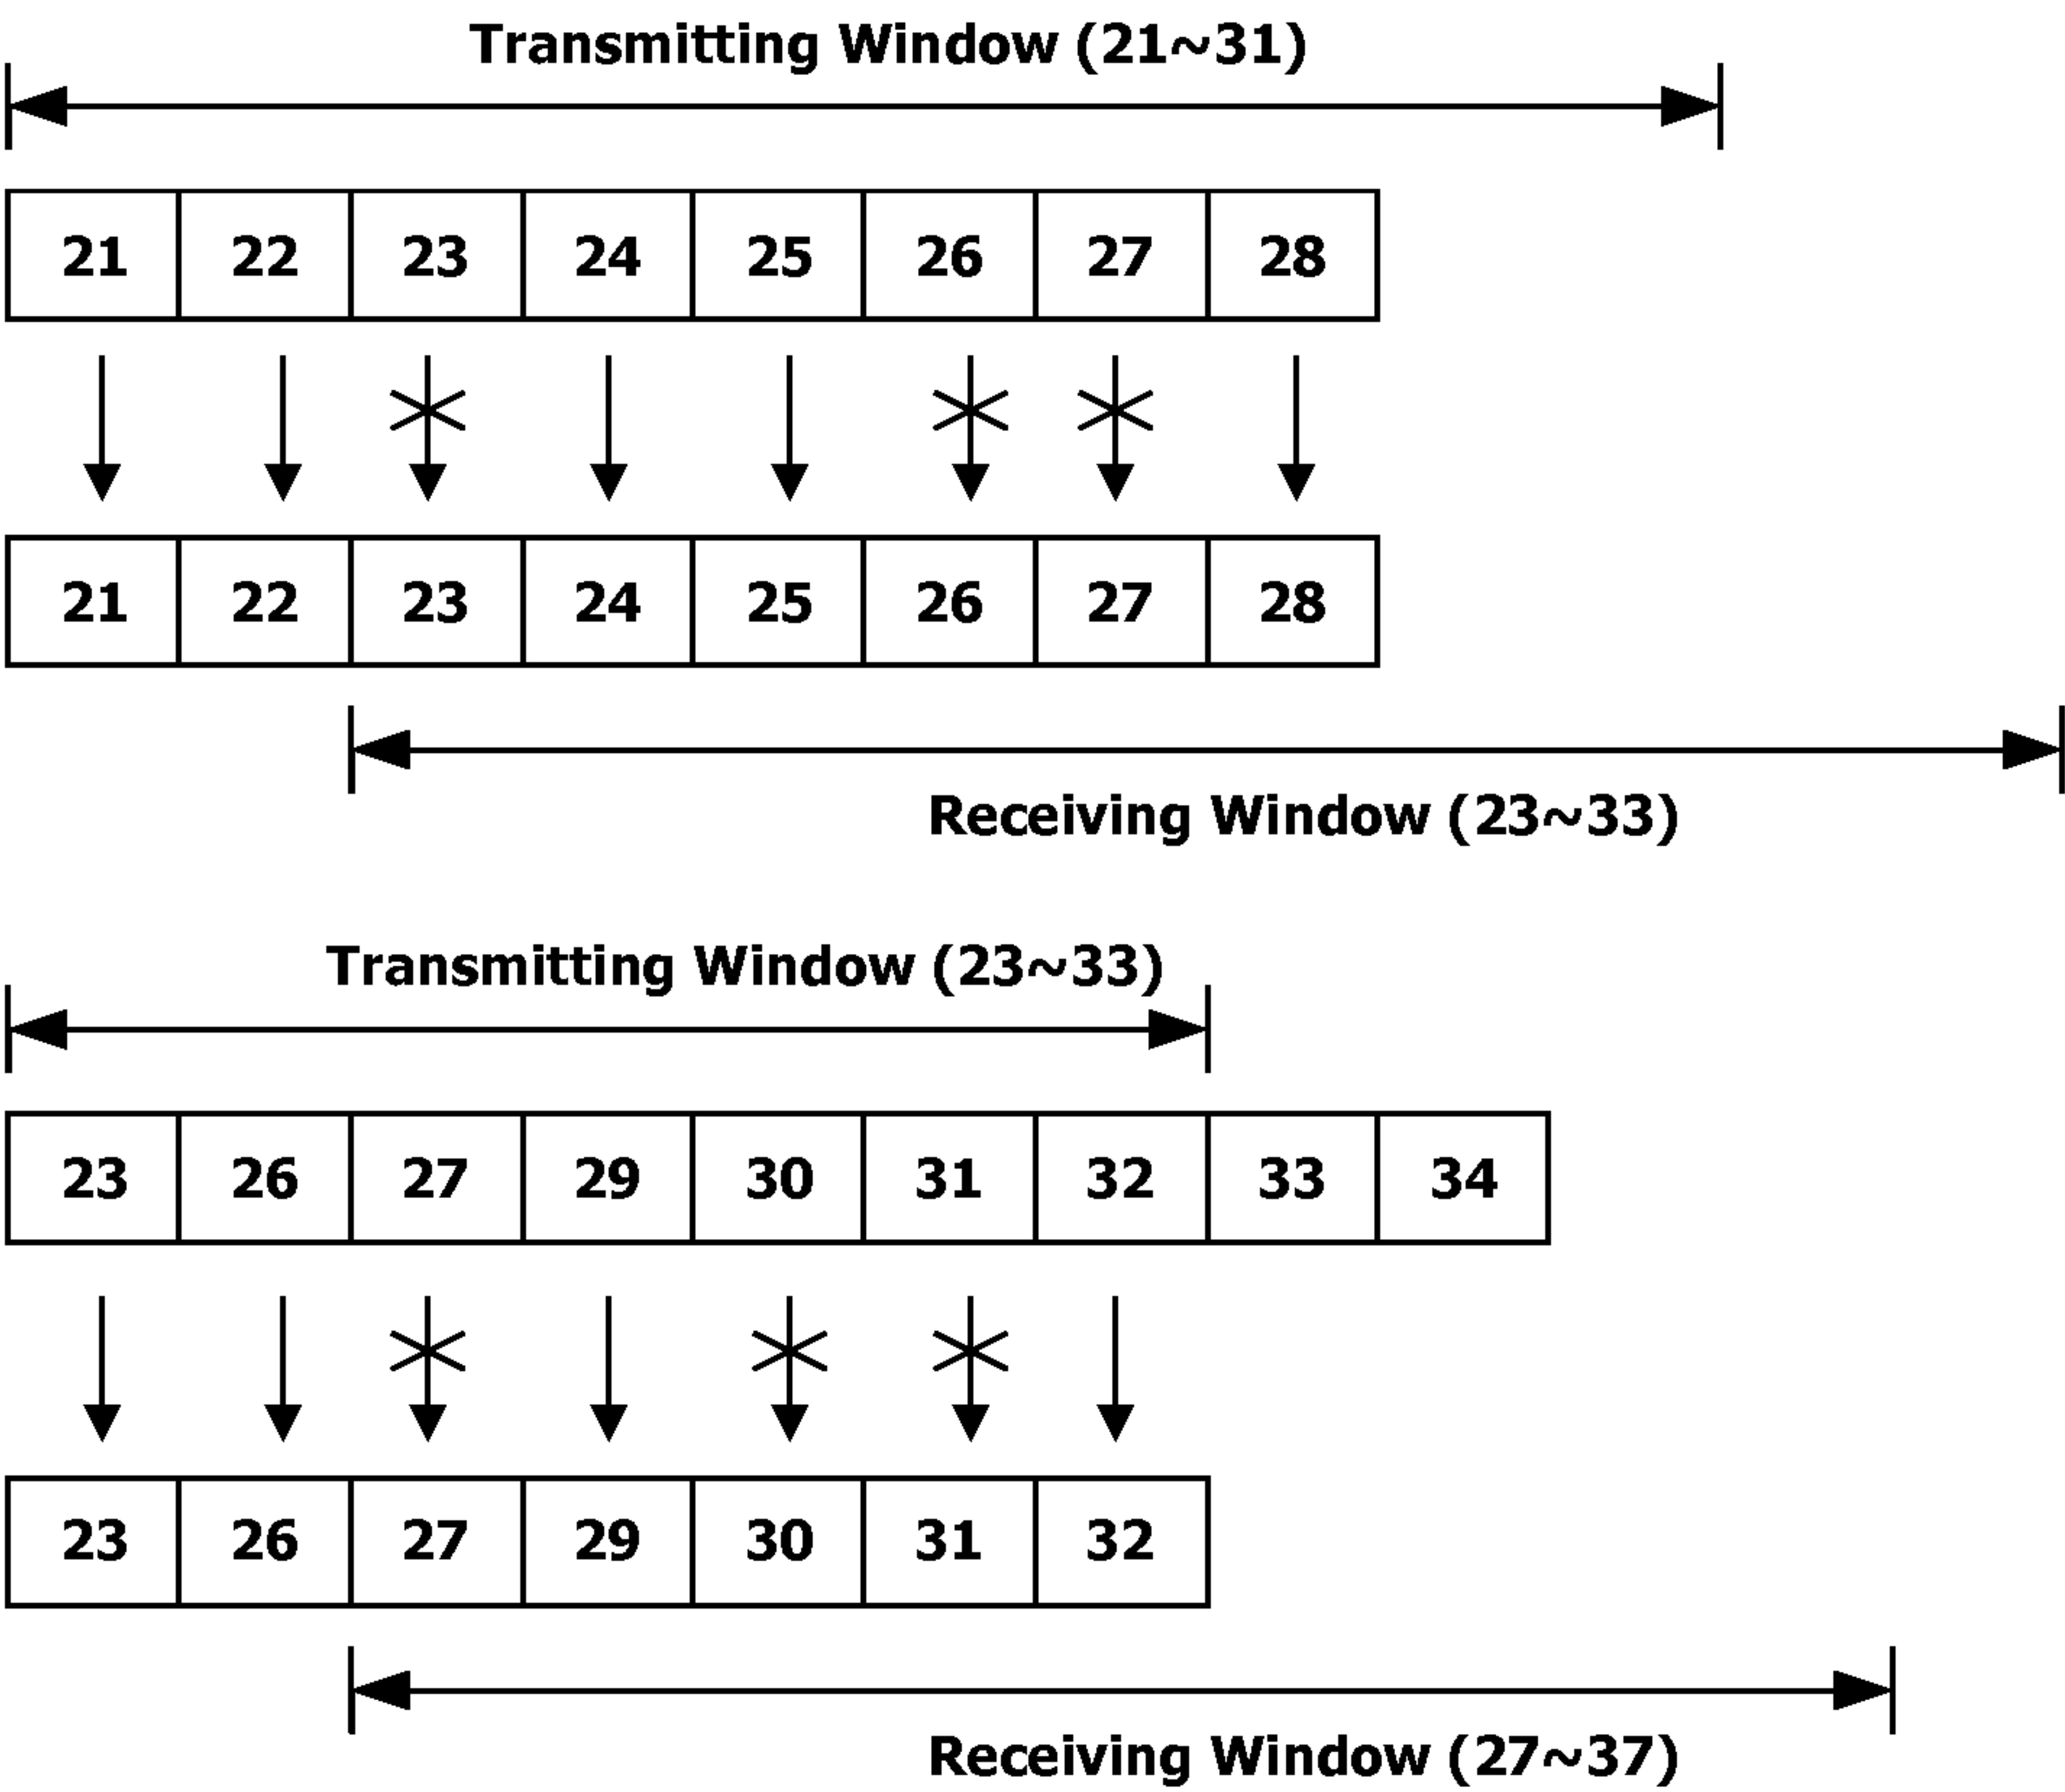 Transmitting Window (21~31)
21 22 23 24 25 26 27 28
21 22 23 24 25 26 27 28
Receiving Window (23~33)
Transmitting Window (23~33)
23 26 27 29 30 31 32 33 34
23 26 27 29 30 31 32
Receiving Window (27~37)